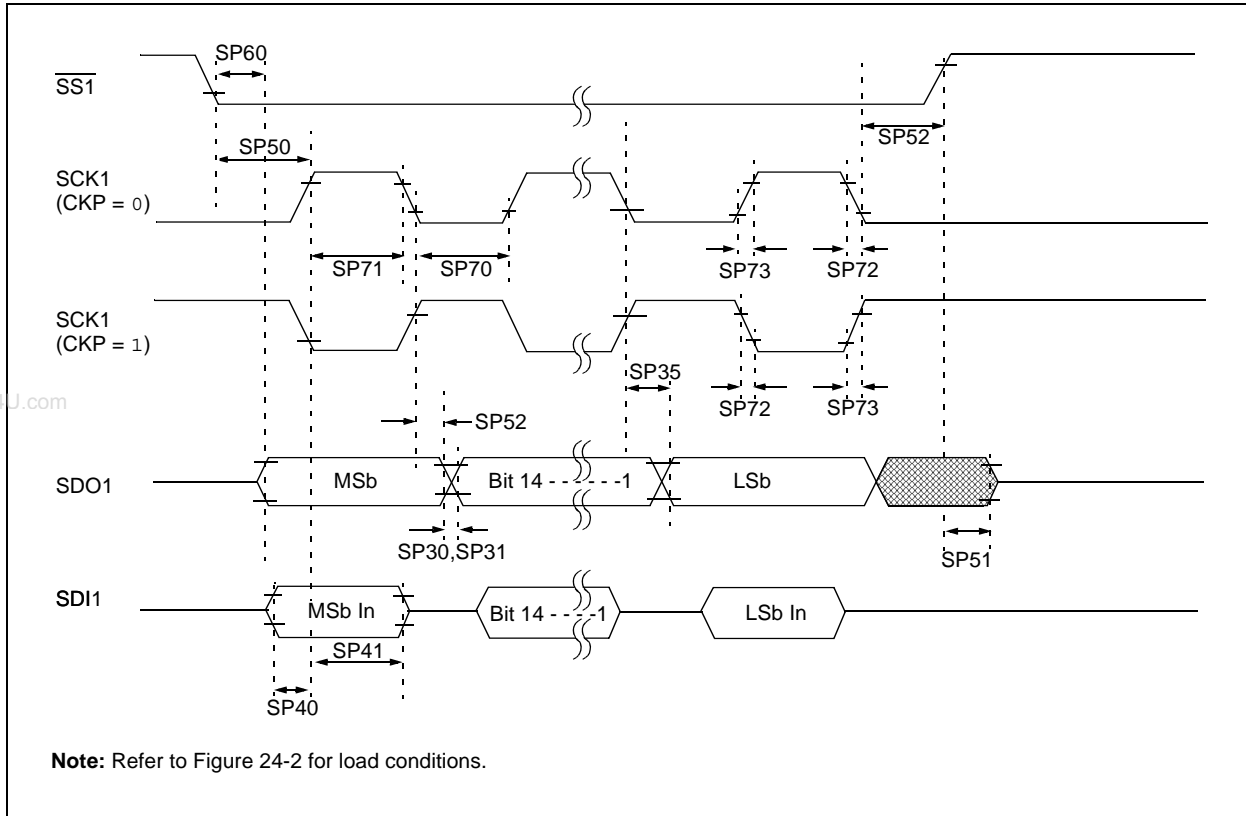 SP60
SS1
SP52
SP50
SCK1
(CKP = 0)
SP71
SP70
SP73
SP72
SCK1
(CKP = 1)
SP35
SP72
SP73
4U.com
SP52
SDO1
MSb
Bit 14 - - - - - - -1
LSb
SP30,SP31
SP51
SDI1
MSb In
Bit 14 - - - - -1
LSb In
SP41
SP40
Note: Refer to Figure 24-2 for load conditions.